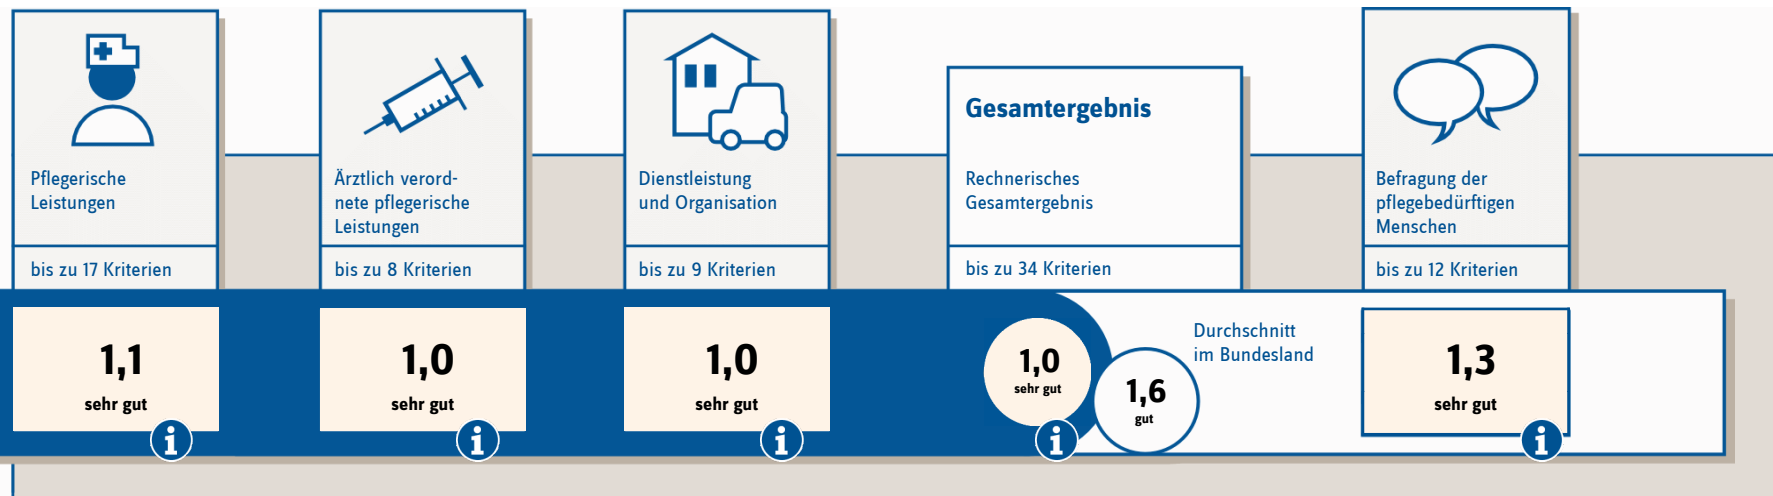 Pflegerische
Leistungen
bis zu 17 Kriterien
1,1
sehr gut
i
Ärztlich verord-
nete pflegerische
Leistungen
bis zu 8 Kriterien
1,0
sehr gut
i
Dienstleistung
und Organisation
bis zu 9 Kriterien
1,0
sehr gut
i
Gesamtergebnis
Rechnerisches
Gesamtergebnis
bis zu 34 Kriterien
1,0
sehr gut
i
Durchschnitt
im Bundesland
1,6
gut
Befragung der
pflegebedürftigen
Menschen
bis zu 12 Kriterien
1,3
sehr gut
i